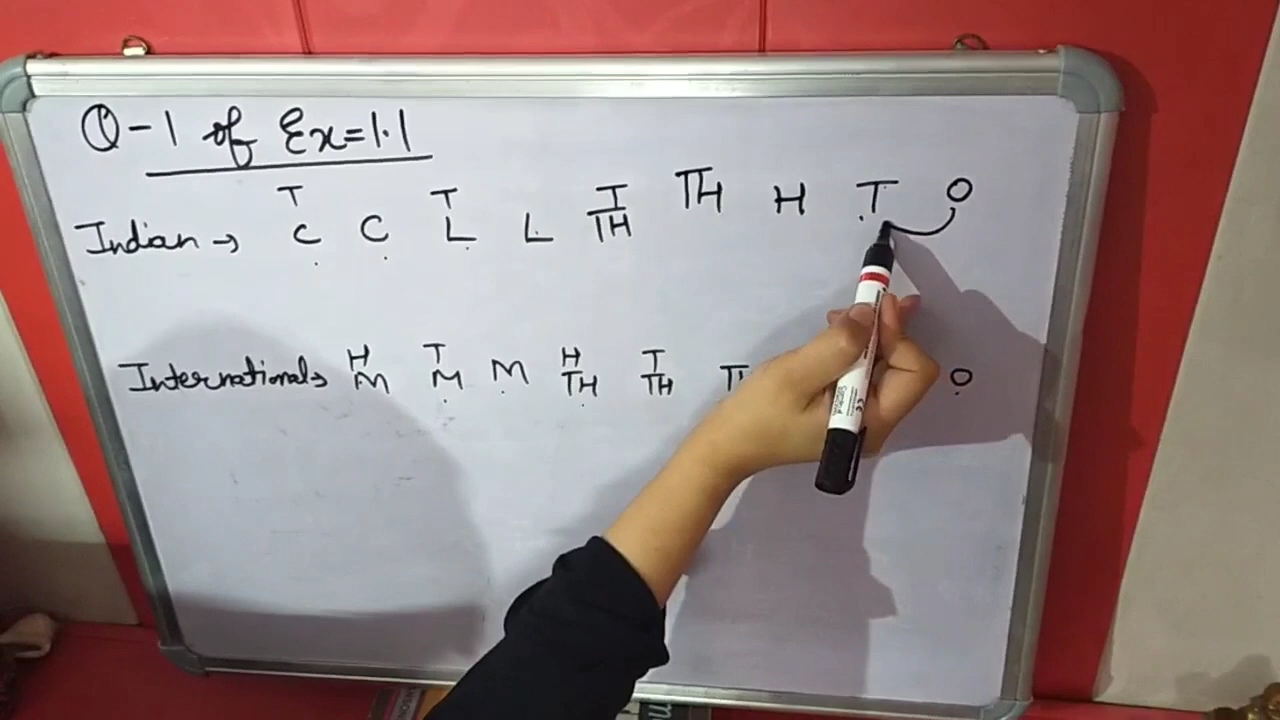 Q-1 of Ex=1.1
T T T
Indian → C C L L TH TH H T O
H T H T
International→ M M M TH TH O